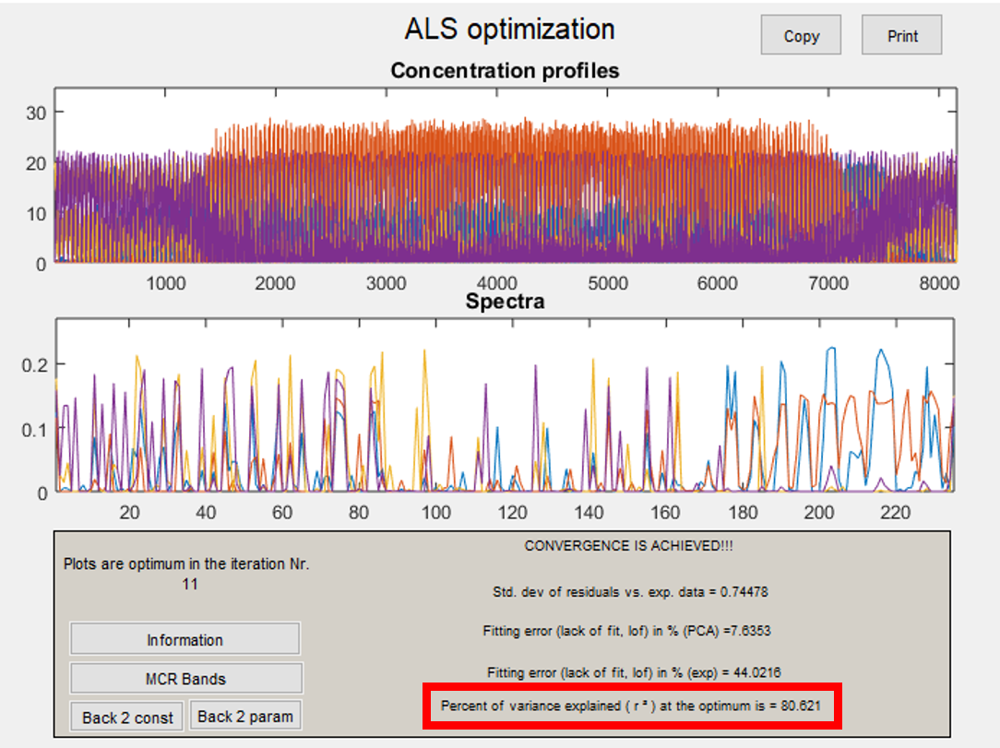 ALS optimization
Copy
Print
Concentration profiles
30
20
10
0
1000 2000 3000 4000 5000 6000 7000 8000
Spectra
0.2
0.1
0
20 40 60 80 100 120 140 160 180 200 220
Plots are optimum in the iteration Nr.
11
Information
MCR Bands
Back 2 const
Back 2 param
CONVERGENCE IS ACHIEVED!!!
Std. dev of residuals vs. exp. data = 0.74478
Fitting error (lack of fit, lof) in % (PCA) =7.6353
Fitting error (lack of fit, lof) in % (exp) = 44.0216
Percent of variance explained ( r ² ) at the optimum is = 80.621